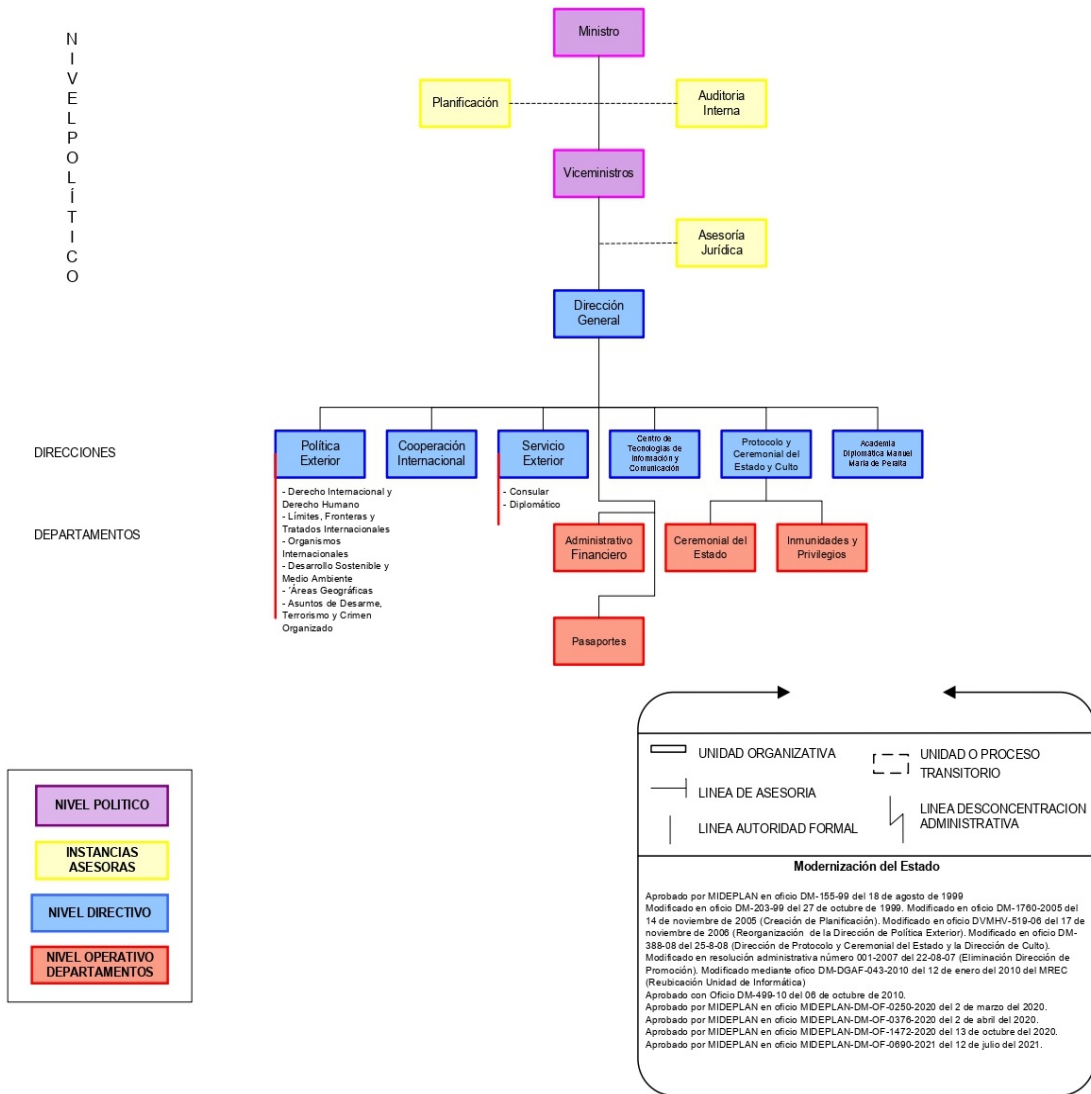 NIVEL POLÍTICO
Ministro
Planificación
Auditoria
Interna
Viceministros
Asesoría
Jurídica
Dirección
General
DIRECCIONES
Política
Exterior
Cooperación
Internacional
Servicio
Exterior
Centro de
Tecnologías de
Información y
Comunicación
Protocolo y
Ceremonial del
Estado y Culto
Academia
Diplomática Manuel
María de Peralta
- Derecho Internacional y
Derecho Humano
- Límites, Fronteras y
Tratados Internacionales
- Organismos
Internacionales
- Desarrollo Sostenible y
Medio Ambiente
- ´Áreas Geográficas
- Asuntos de Desarme,
Terrorismo y Crimen
Organizado
- Consular
- Diplomático
DEPARTAMENTOS
Administrativo
Financiero
Ceremonial del
Estado
Inmunidades y
Privilegios
Pasaportes
NIVEL POLITICO
INSTANCIAS
ASESORAS
NIVEL DIRECTIVO
NIVEL OPERATIVO
DEPARTAMENTOS
UNIDAD ORGANIZATIVA
UNIDAD O PROCESO
TRANSITORIO
LINEA DE ASESORIA
LINEA DESCONCENTRACION
ADMINISTRATIVA
LINEA AUTORIDAD FORMAL
Modernización del Estado
Aprobado por MIDEPLAN en oficio DM-155-99 del 18 de agosto de 1999
Modificado en oficio DM-203-99 del 27 de octubre de 1999. Modificado en oficio DM-1760-2005 del
14 de noviembre de 2005 (Creación de Planificación). Modificado en oficio DVMHV-519-06 del 17 de
noviembre de 2006 (Reorganización de la Dirección de Política Exterior). Modificado en oficio DM-
388-08 del 25-8-08 (Dirección de Protocolo y Ceremonial del Estado y la Dirección de Culto).
Modificado en resolución administrativa número 001-2007 del 22-08-07 (Eliminación Dirección de
Promoción). Modificado mediante ofico DM-DGAF-043-2010 del 12 de enero del 2010 del MREC
(Reubicación Unidad de Informática)
Aprobado con Oficio DM-499-10 del 06 de octubre de 2010.
Aprobado por MIDEPLAN en oficio MIDEPLAN-DM-OF-0250-2020 del 2 de marzo del 2020.
Aprobado por MIDEPLAN en oficio MIDEPLAN-DM-OF-0376-2020 del 2 de abril del 2020.
Aprobado por MIDEPLAN en oficio MIDEPLAN-DM-OF-1472-2020 del 13 de octubre del 2020.
Aprobado por MIDEPLAN en oficio MIDEPLAN-DM-OF-0690-2021 del 12 de julio del 2021.